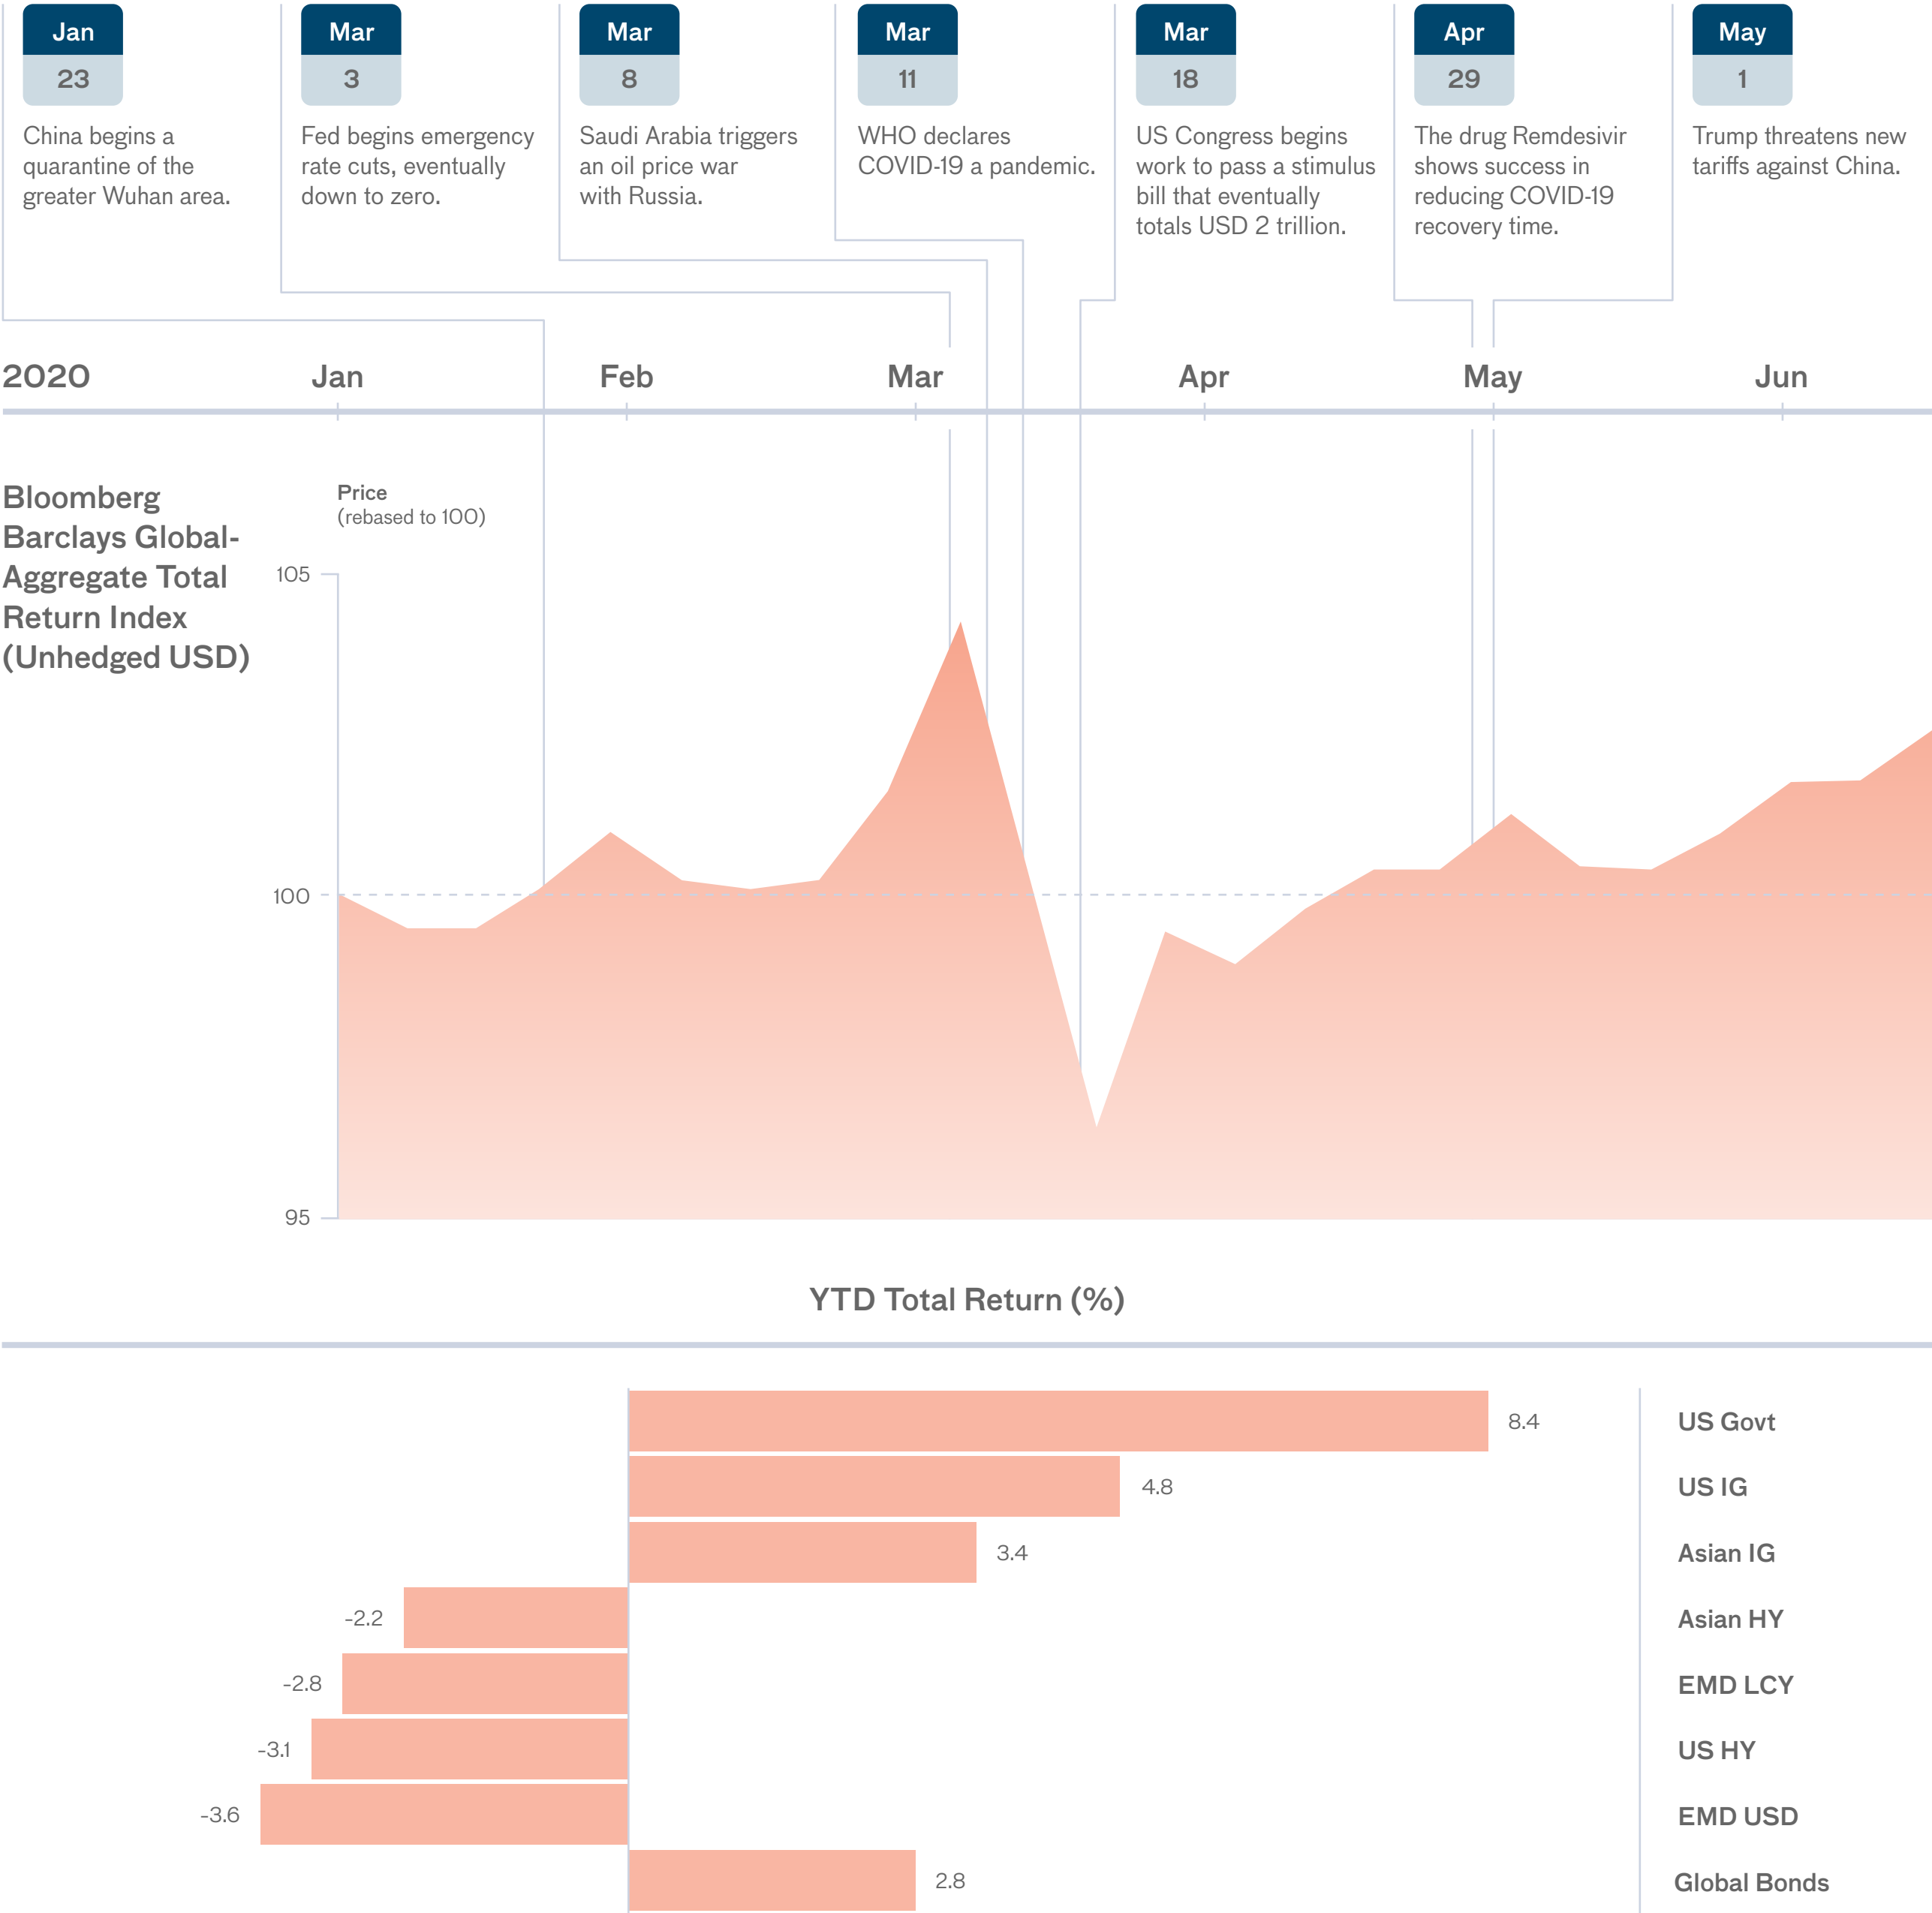 Jan
23
China begins a
quarantine of the
greater Wuhan area.
Mar
3
Fed begins emergency
rate cuts, eventually
down to zero.
Mar
8
Saudi Arabia triggers
an oil price war
with Russia.
Mar
11
WHO declares
COVID-19 a pandemic.
Mar
18
US Congress begins
work to pass a stimulus
bill that eventually
totals USD 2 trillion.
Apr
29
The drug Remdesivir
shows success in
reducing COVID-19
recovery time.
May
1
Trump threatens new
tariffs against China.
2020 Jan Feb Mar Apr May Jun
Bloomberg
Barclays Global-
Aggregate Total
Return Index
(Unhedged USD)
Price
(rebased to 100)
105
100
95
YTD Total Return (%)
8.4 US Govt
4.8 US IG
3.4 Asian IG
-2.2 Asian HY
-2.8 EMD LCY
-3.1 US HY
-3.6 EMD USD
2.8 Global Bonds